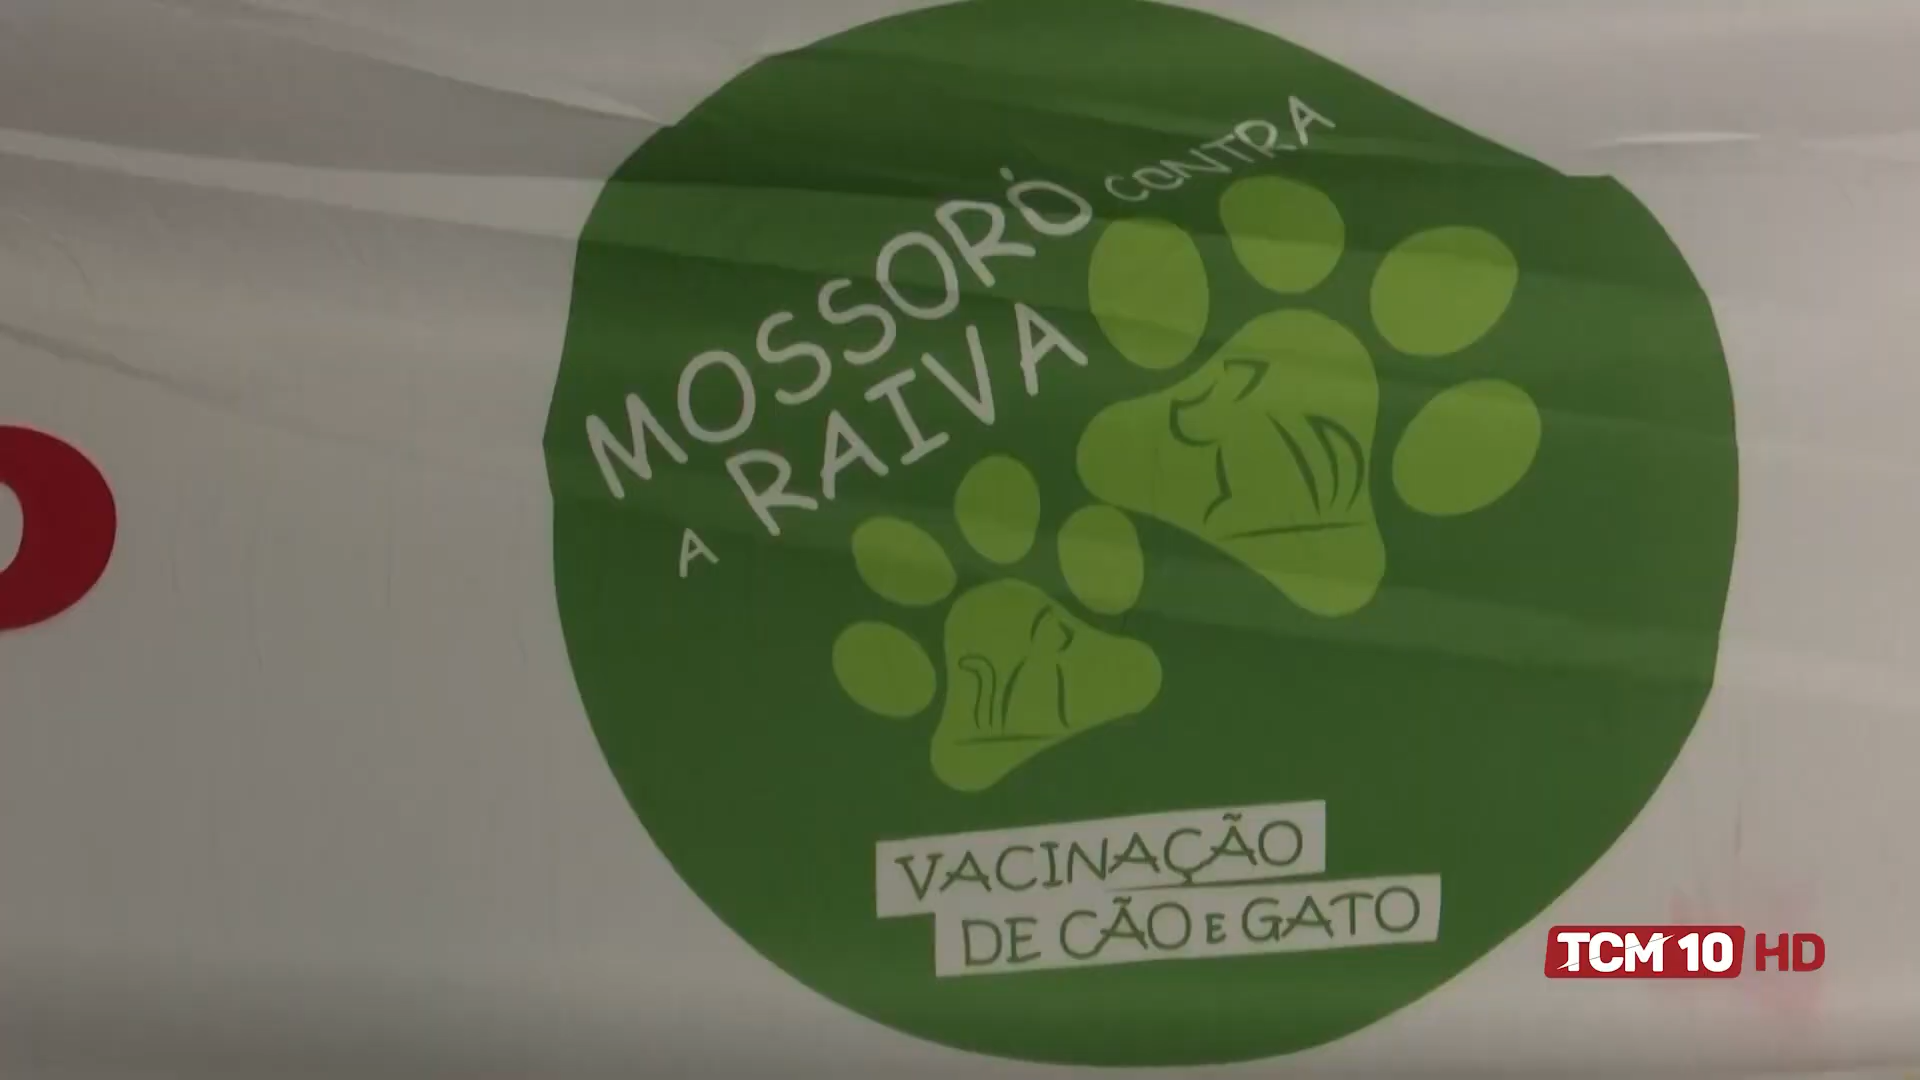 MOSSORÓ CONTRA
A RAIVA
VACINAÇÃO
DE CÃO E GATO
TCM 10 HD